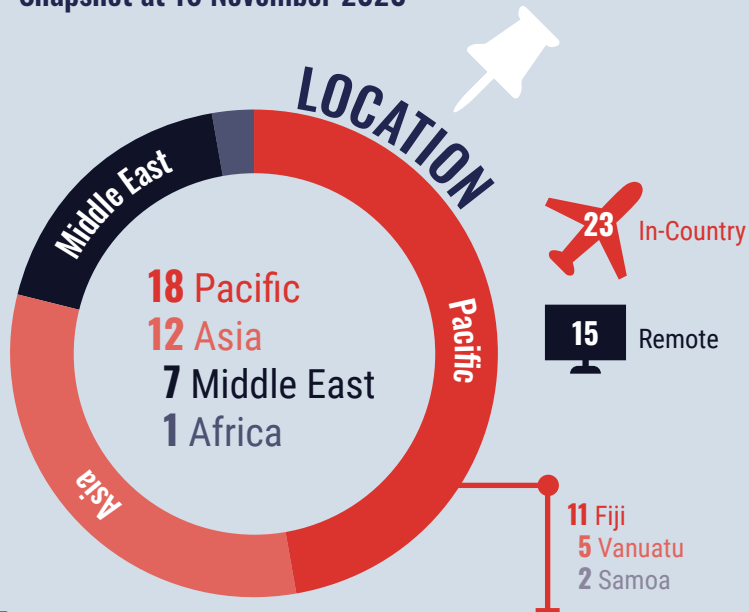 LOCATION
Middle East
Pacific
Asia
18 Pacific
12 Asia
7 Middle East
1 Africa
23 In-Country
15 Remote
11 Fiji
5 Vanuatu
2 Samoa